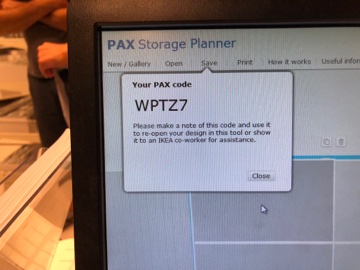 PAX Storage Planner
New / Gallery Open Save Print How it works Useful infor
Your PAX code
WPTZ7
Please make a note of this code and use it
to re-open your design in this tool or show
it to an IKEA co-worker for assistance.
Close